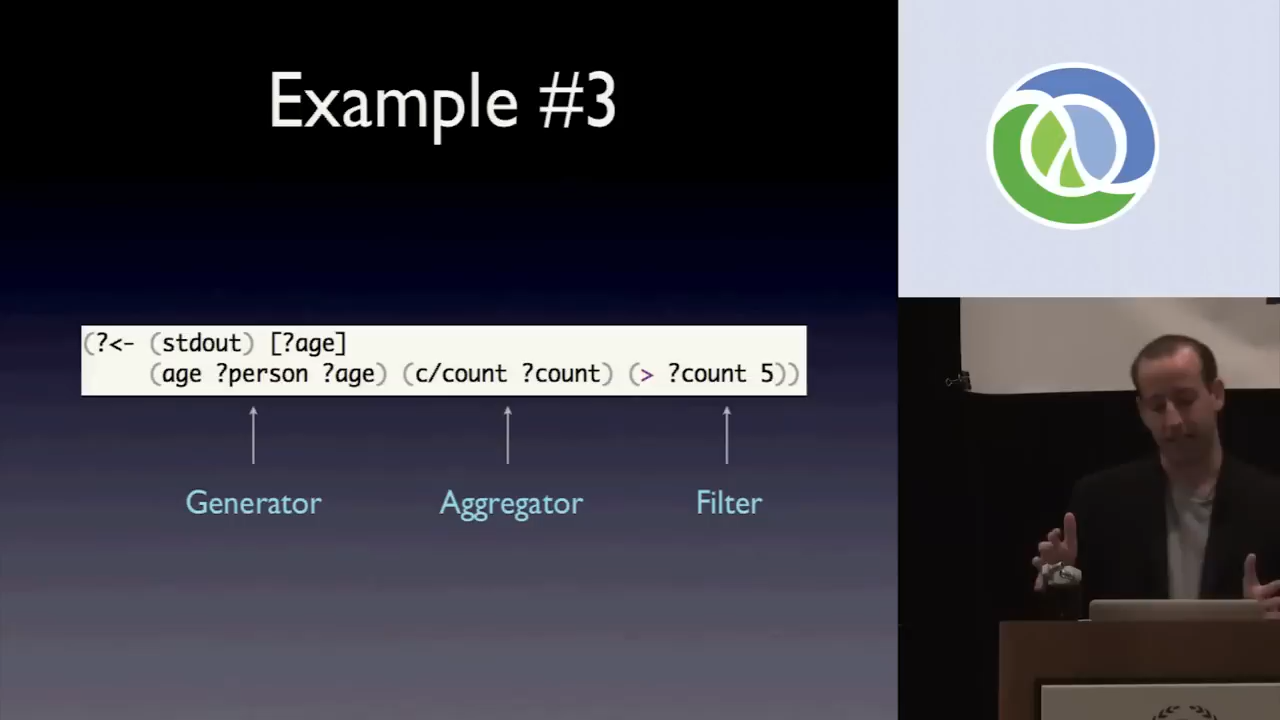 Example #3
(?<- (stdout) [?age]
(age ?person ?age) (c/count ?count) (> ?count 5))
Generator Aggregator Filter